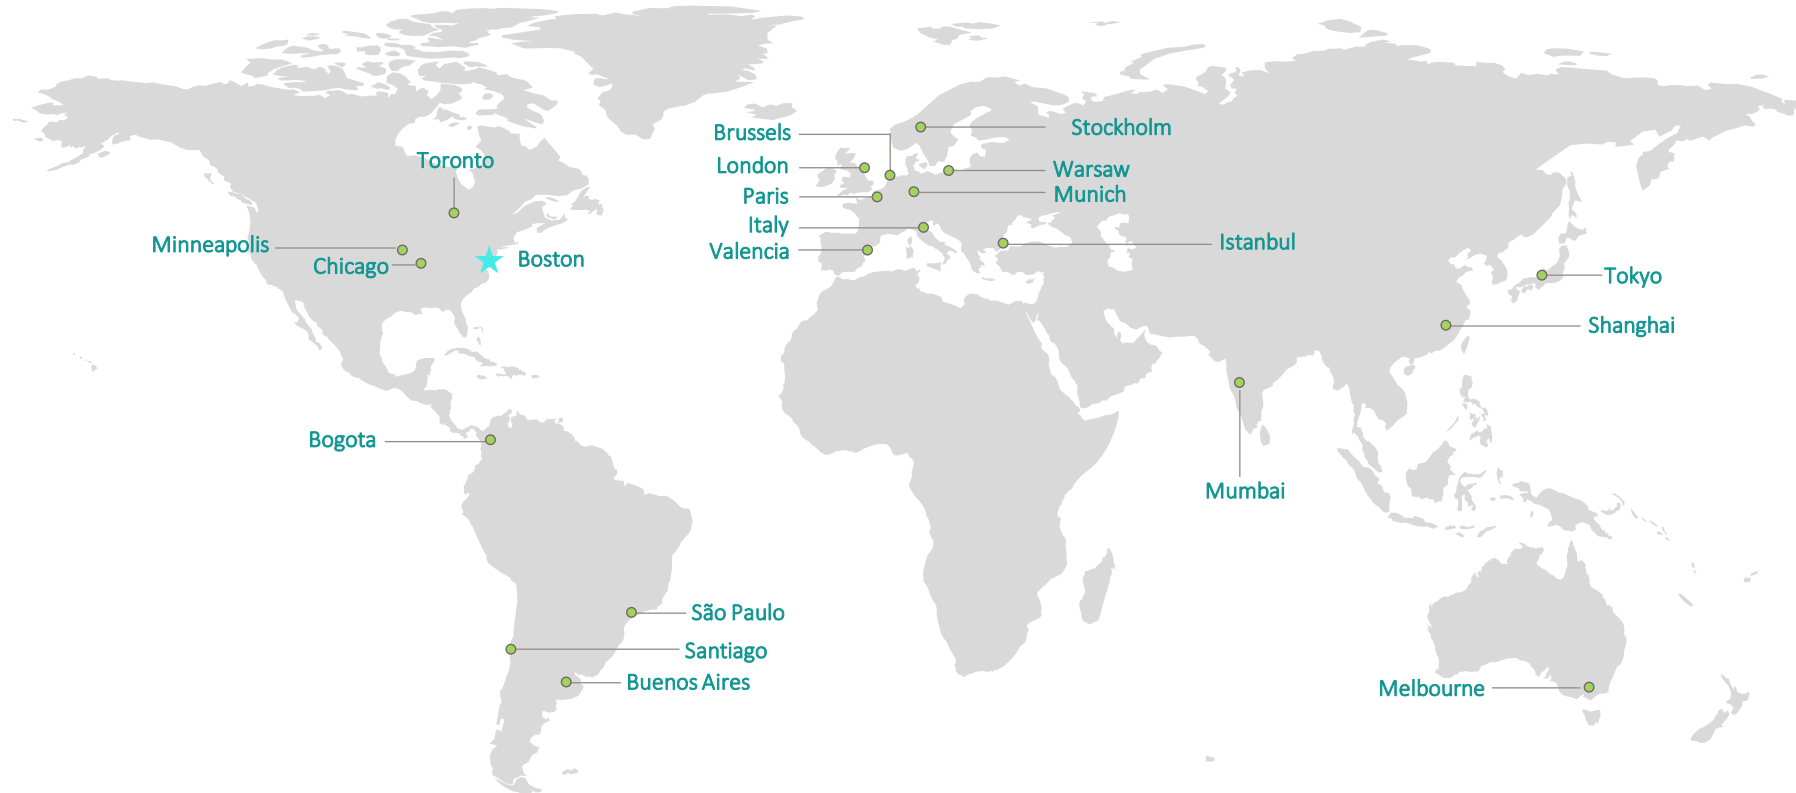 Brussels
Stockholm
Toronto
London
Warsaw
Paris
Munich
Italy
Minneapolis
Istanbul
Valencia
Chicago
Boston
Tokyo
Shanghai
Bogota
Mumbai
São Paulo
Santiago
Buenos Aires
Melbourne